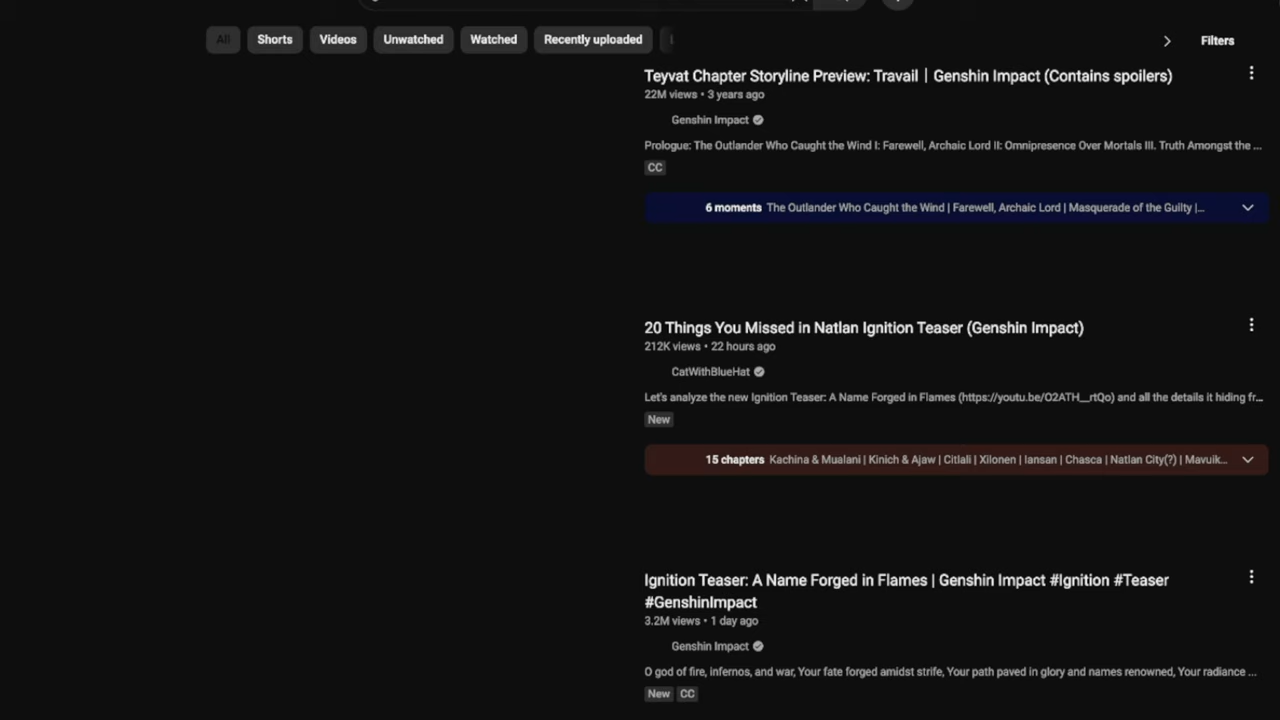 All
Shorts
Videos
Unwatched
Watched
Recently uploaded
Filters
Teyvat Chapter Storyline Preview: Travail | Genshin Impact (Contains spoilers)
22M views • 3 years ago
Genshin Impact
Prologue: The Outlander Who Caught the Wind I: Farewell, Archaic Lord II: Omnipresence Over Mortals III. Truth Amongst the ...
CC
6 moments The Outlander Who Caught the Wind | Farewell, Archaic Lord | Masquerade of the Guilty |...
20 Things You Missed in Natlan Ignition Teaser (Genshin Impact)
212K views • 22 hours ago
CatWithBlueHat
Let's analyze the new Ignition Teaser: A Name Forged in Flames (https://youtu.be/O2ATH__rtQo) and all the details it hiding fr...
New
15 chapters Kachina & Mualani | Kinich & Ajaw | Citlali | Xilonen | Iansan | Chasca | Natlan City(?) | Mavuik...
Ignition Teaser: A Name Forged in Flames | Genshin Impact #Ignition #Teaser
#GenshinImpact
3.2M views • 1 day ago
Genshin Impact
O god of fire, infernos, and war, Your fate forged amidst strife, Your path paved in glory and names renowned, Your radiance ...
New CC